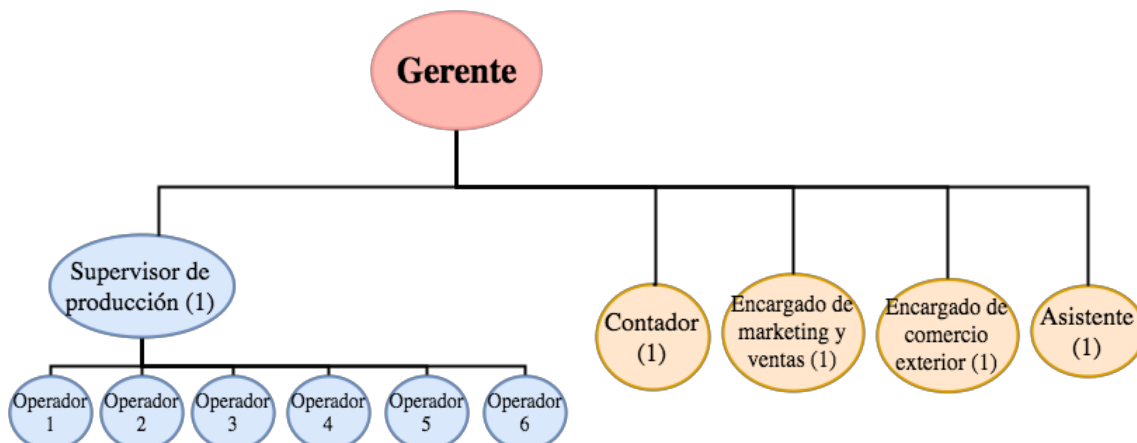 Gerente
Supervisor de
producción (1)
Contador
(1)
Encargado de
marketing y
ventas (1)
Encargado de
comercio
exterior (1)
Asistente
(1)
Operador
1
Operador
2
Operador
3
Operador
4
Operador
5
Operador
6